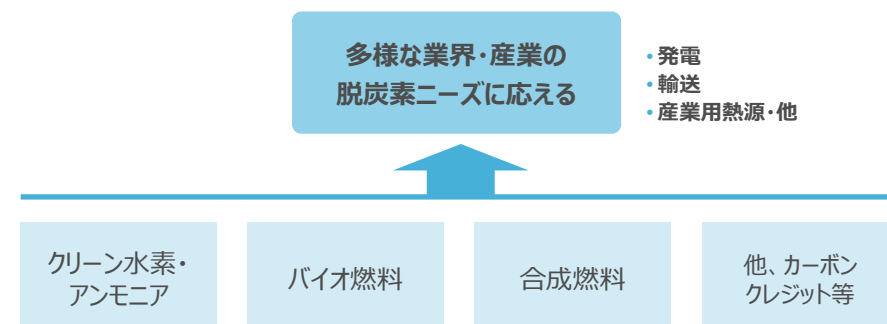 多様な業界・産業の
脱炭素ニーズに応える
・発電
・輸送
・産業用熱源・他
クリーン水素・
アンモニア
バイオ燃料
合成燃料
他、カーボン
クレジット等